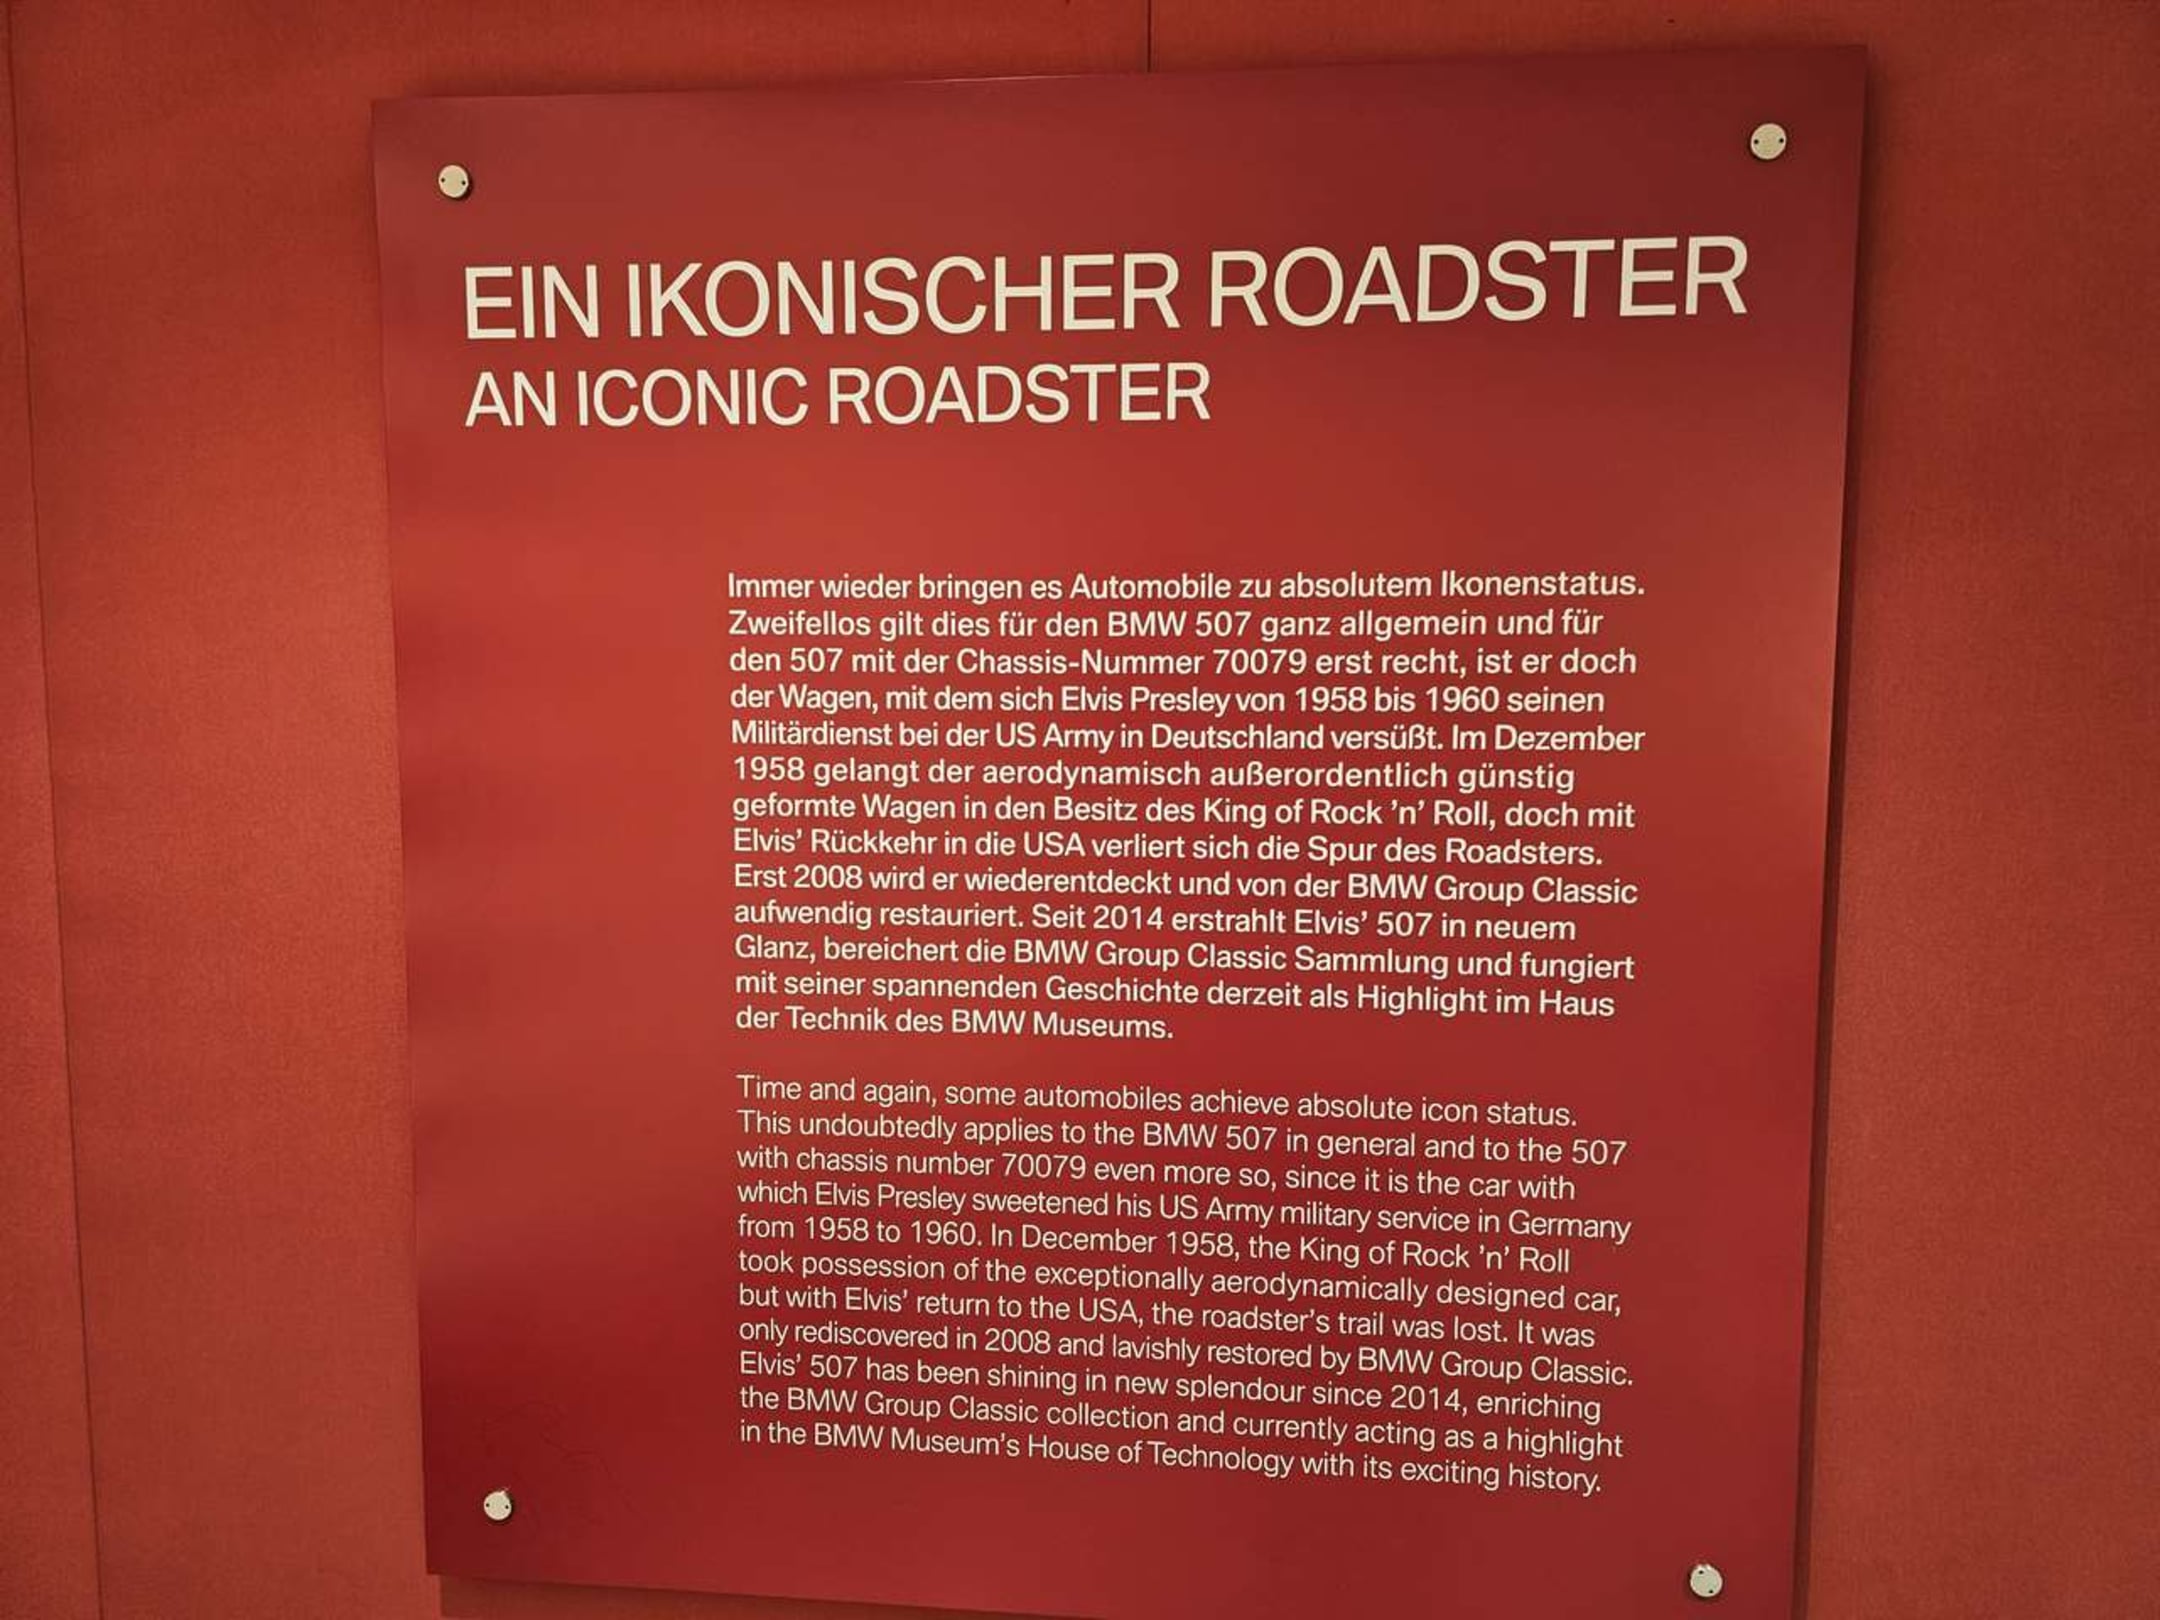 EIN IKONISCHER ROADSTER
AN ICONIC ROADSTER
Immer wieder bringen es Automobile zu absolutem Ikonenstatus.
Zweifellos gilt dies für den BMW 507 ganz allgemein und für
den 507 mit der Chassis-Nummer 70079 erst recht, ist er doch
der Wagen, mit dem sich Elvis Presley von 1958 bis 1960 seinen
Militärdienst bei der US Army in Deutschland versüßt. Im Dezember
1958 gelangt der aerodynamisch außerordentlich günstig
geformte Wagen in den Besitz des King of Rock ’n’ Roll, doch mit
Elvis’ Rückkehr in die USA verliert sich die Spur des Roadsters.
Erst 2008 wird er wiederentdeckt und von der BMW Group Classic
aufwendig restauriert. Seit 2014 erstrahlt Elvis’ 507 in neuem
Glanz, bereichert die BMW Group Classic Sammlung und fungiert
mit seiner spannenden Geschichte derzeit als Highlight im Haus
der Technik des BMW Museums.
Time and again, some automobiles achieve absolute icon status.
This undoubtedly applies to the BMW 507 in general and to the 507
with chassis number 70079 even more so, since it is the car with
which Elvis Presley sweetened his US Army military service in Germany
from 1958 to 1960. In December 1958, the King of Rock ’n’ Roll
took possession of the exceptionally aerodynamically designed car,
but with Elvis’ return to the USA, the roadster’s trail was lost. It was
only rediscovered in 2008 and lavishly restored by BMW Group Classic.
Elvis’ 507 has been shining in new splendour since 2014, enriching
the BMW Group Classic collection and currently acting as a highlight
in the BMW Museum’s House of Technology with its exciting history.